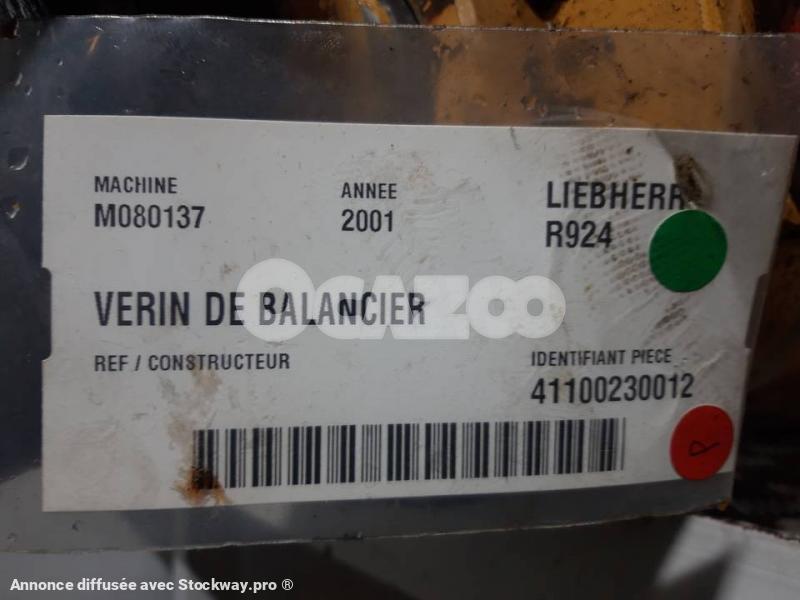 MACHINE
M080137
ANNEE
2001
LIEBHERR
R924
OCAZOO
VERIN DE BALANCIER
REF / CONSTRUCTEUR
IDENTIFIANT PIECE
41100230012
P
Annonce diffusée avec Stockway.pro ®